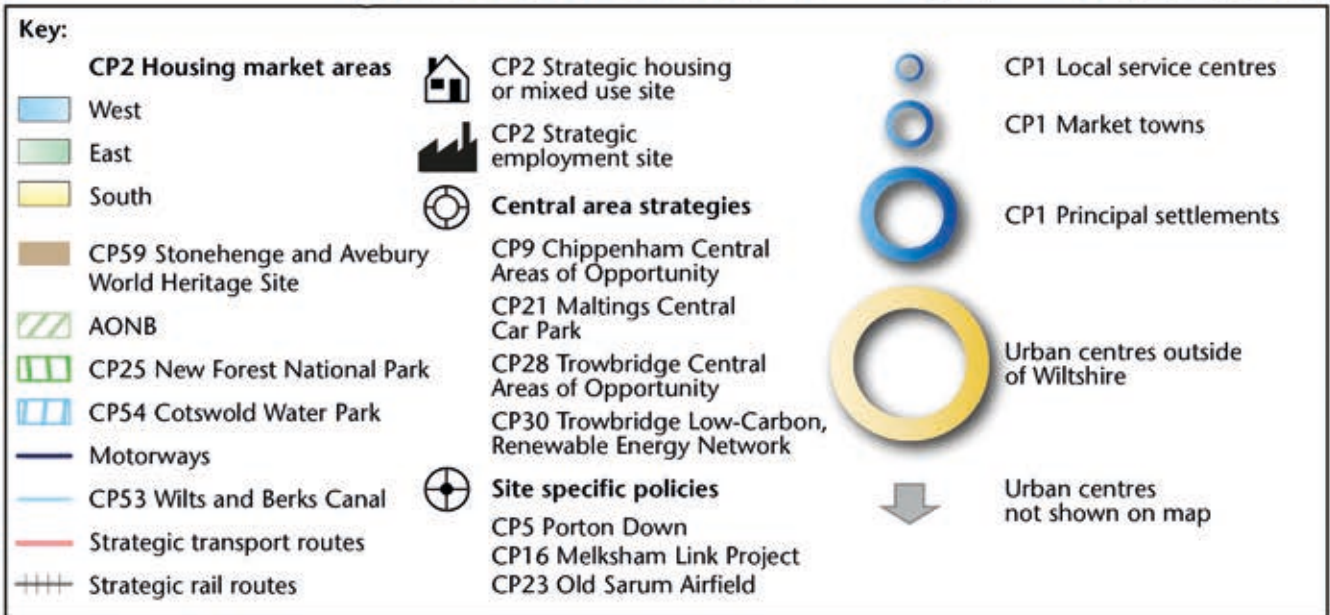 Key:
CP2 Housing market areas
West
East
South
CP59 Stonehenge and Avebury
World Heritage Site
AONB
CP25 New Forest National Park
CP54 Cotswold Water Park
Motorways
CP53 Wilts and Berks Canal
Strategic transport routes
Strategic rail routes
CP2 Strategic housing
or mixed use site
CP2 Strategic
employment site
Central area strategies
CP9 Chippenham Central
Areas of Opportunity
CP21 Maltings Central
Car Park
CP28 Trowbridge Central
Areas of Opportunity
CP30 Trowbridge Low-Carbon,
Renewable Energy Network
Site specific policies
CP5 Porton Down
CP16 Melksham Link Project
CP23 Old Sarum Airfield
CP1 Local service centres
CP1 Market towns
CP1 Principal settlements
Urban centres outside
of Wiltshire
Urban centres
not shown on map